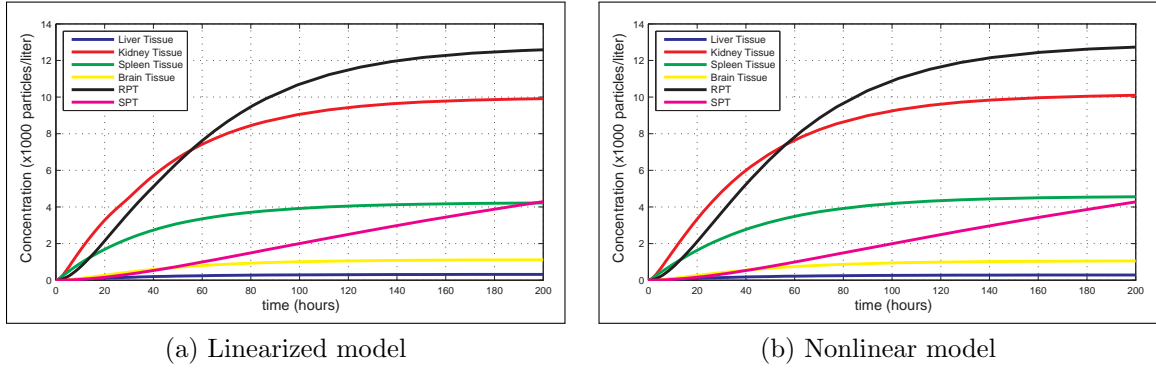 Concentration (x1000 particles/liter)
14
12
10
8
6
4
2
0
Liver Tissue
Kidney Tissue
Spleen Tissue
Brain Tissue
RPT
SPT
0 20 40 60 80 100 120 140 160 180 200
time (hours)
(a) Linearized model
Concentration (x1000 particles/liter)
14
12
10
8
6
4
2
0
Liver Tissue
Kidney Tissue
Spleen Tissue
Brain Tissue
RPT
SPT
0 20 40 60 80 100 120 140 160 180 200
time (hours)
(b) Nonlinear model